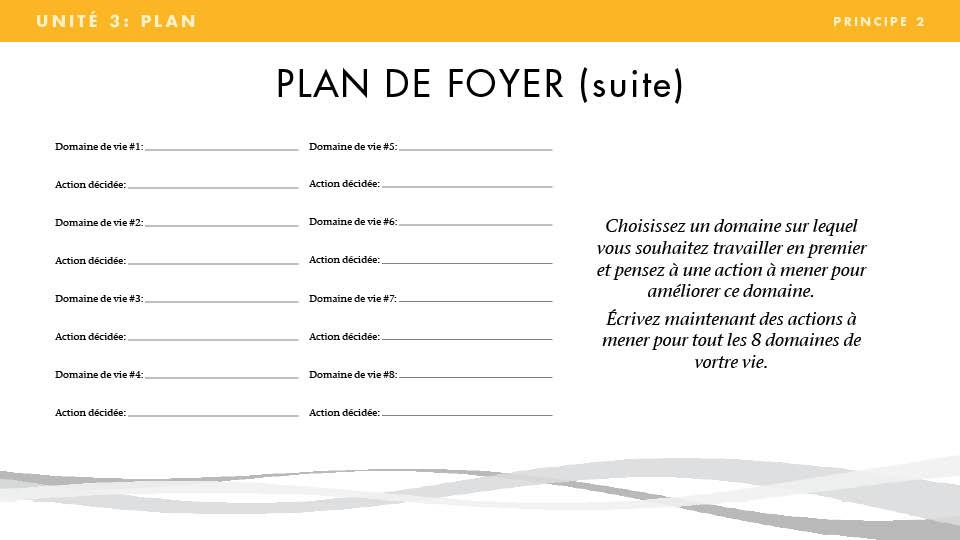 UNITÉ 3: PLAN
PRINCIPE 2
PLAN DE FOYER (suite)
Domaine de vie #1:
Action décidée:
Domaine de vie #2:
Action décidée:
Domaine de vie #3:
Action décidée:
Domaine de vie #4:
Action décidée:
Domaine de vie #5:
Action décidée:
Domaine de vie #6:
Action décidée:
Domaine de vie #7:
Action décidée:
Domaine de vie #8:
Action décidée:
Choisissez un domaine sur lequel
vous souhaitez travailler en premier
et pensez à une action à mener pour
améliorer ce domaine.
Écrivez maintenant des actions à
mener pour tout les 8 domaines de
vortre vie.